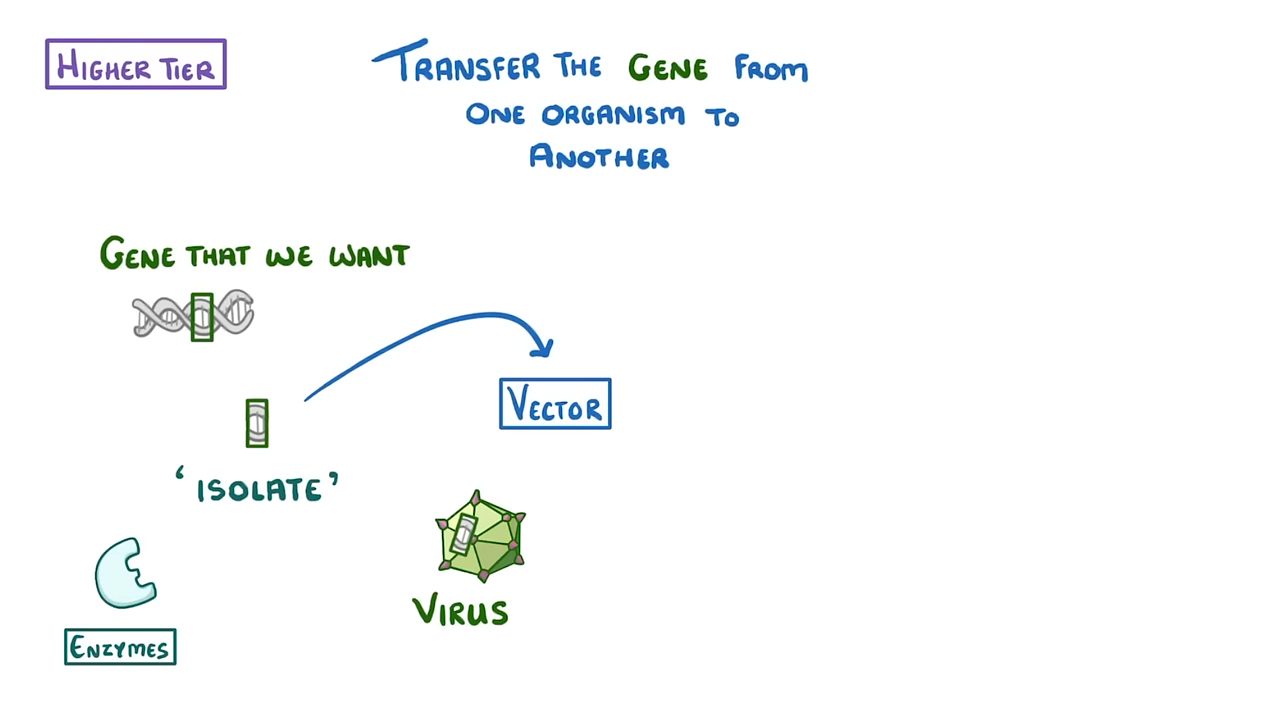 HIGHER TIER
TRANSFER THE GENE FROM
ONE ORGANISM TO
ANOTHER
GENE THAT WE WANT
VECTOR
‘ISOLATE’
VIRUS
ENZYMES